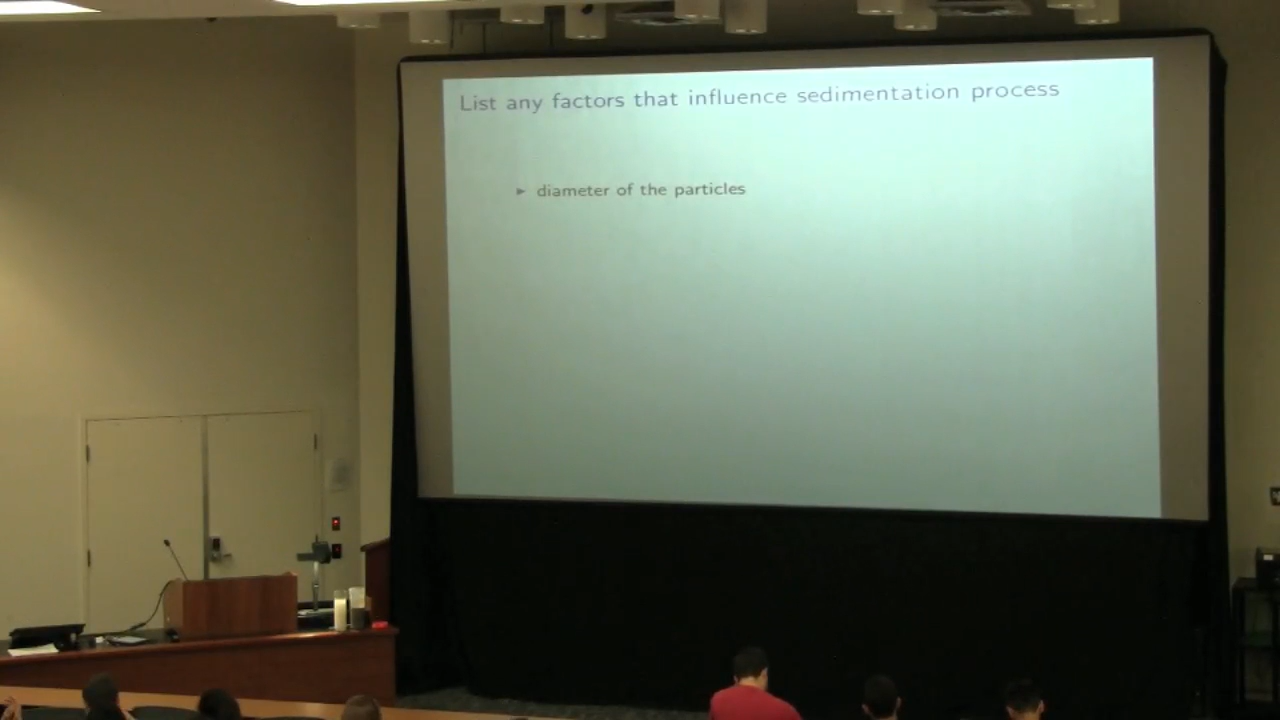 List any factors that influence sedimentation process
▶ diameter of the particles